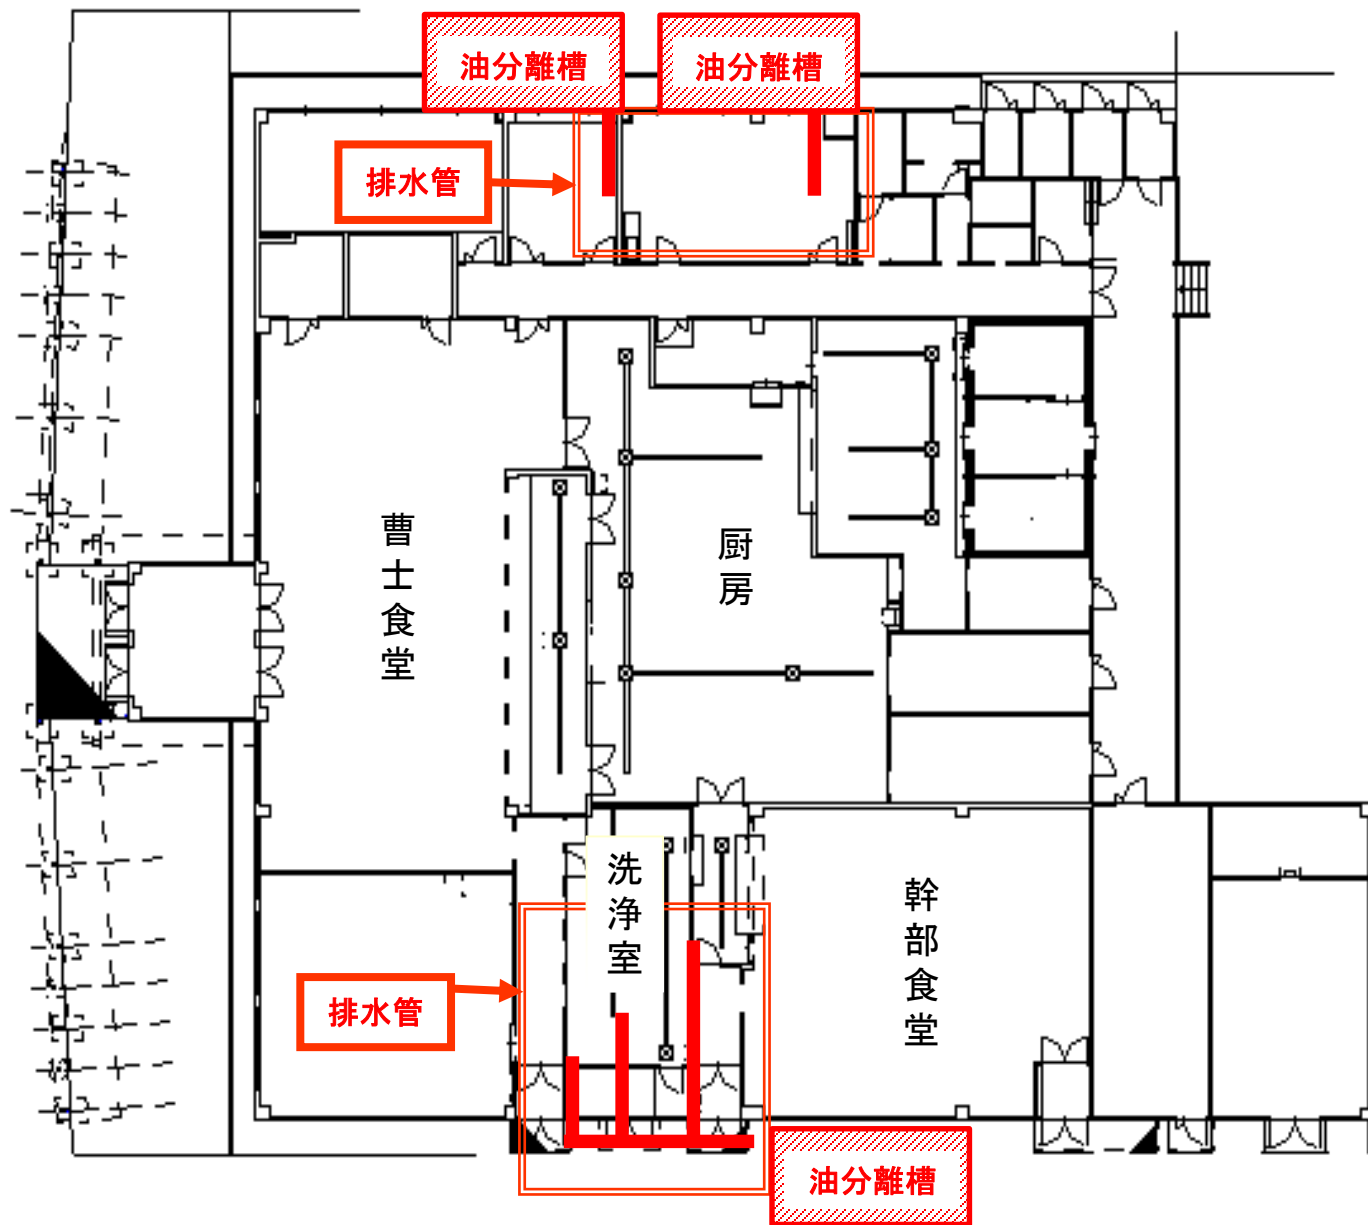 油分離槽
油分離槽
排水管
曹士食堂
厨房
洗浄室
幹部食堂
排水管
油分離槽